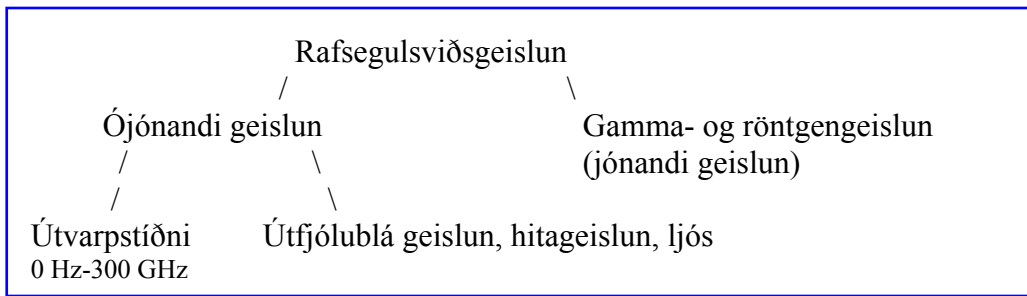 Rafsegulsviðsgeislun
Ójónandi geislun Gamma- og röntgengeislun
(jónandi geislun)
Útvarpstíðni Útfjólublá geislun, hitageislun, ljós
0 Hz-300 GHz